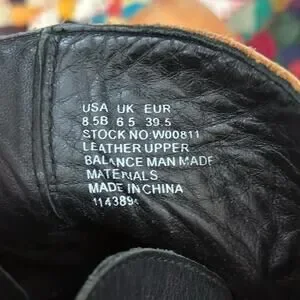 USA UK EUR
8.5B 6.5 39.5
STOCK NO:W00811
LEATHER UPPER
BALANCE MAN MADE
MATERIALS
MADE IN CHINA